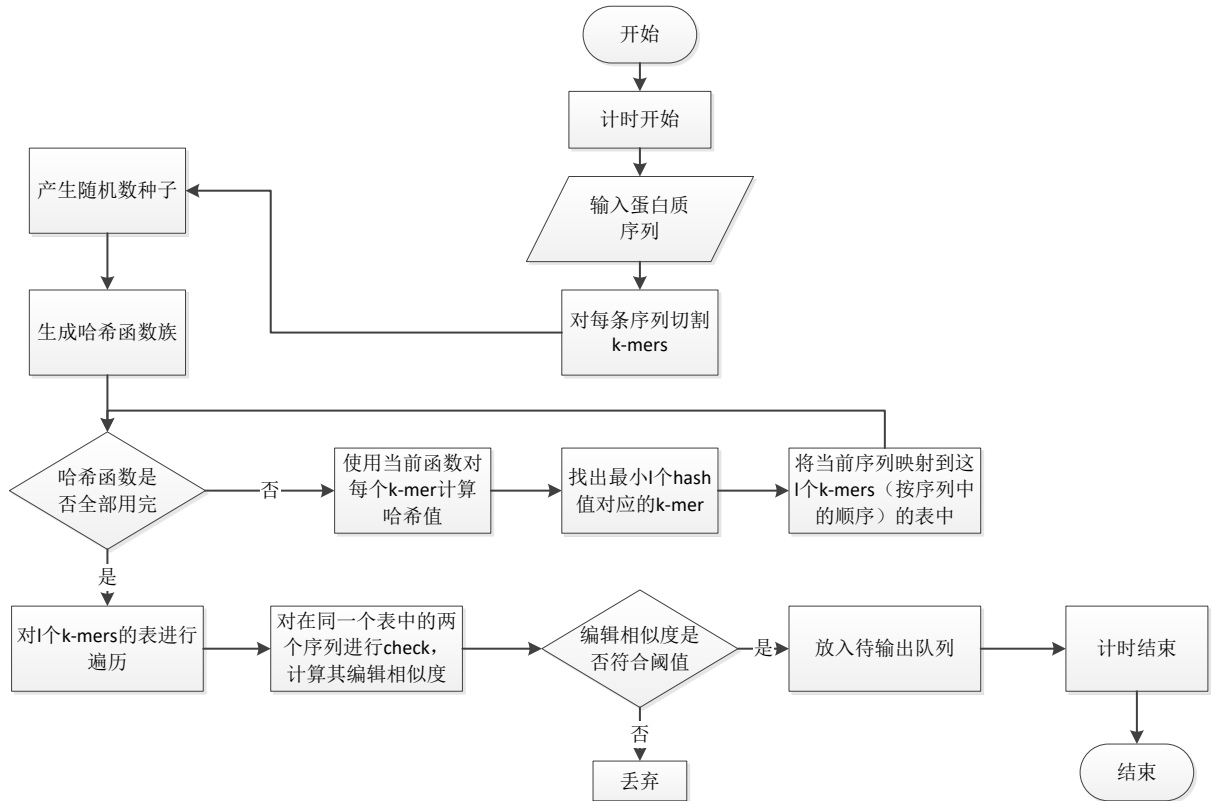 开始
计时开始
输入蛋白质
序列
对每条序列切割
k-mers
产生随机数种子
生成哈希函数族
哈希函数是
否全部用完
否
使用当前函数对
每个k-mer计算
哈希值
找出最小l个hash
值对应的k-mer
将当前序列映射到这
l个k-mers（按序列中
的顺序）的表中
是
对l个k-mers的表进行
遍历
对在同一个表中的两
个序列进行check，
计算其编辑相似度
编辑相似度是
否符合阈值
是
放入待输出队列
计时结束
结束
否
丢弃